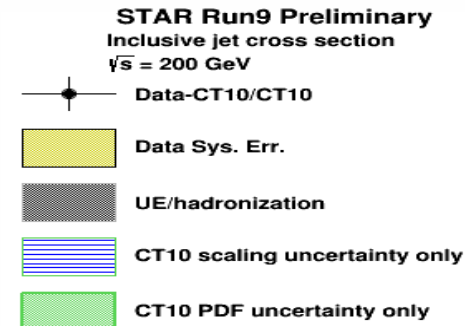 STAR Run9 Preliminary
Inclusive jet cross section
√s = 200 GeV
Data-CT10/CT10
Data Sys. Err.
UE/hadronization
CT10 scaling uncertainty only
CT10 PDF uncertainty only